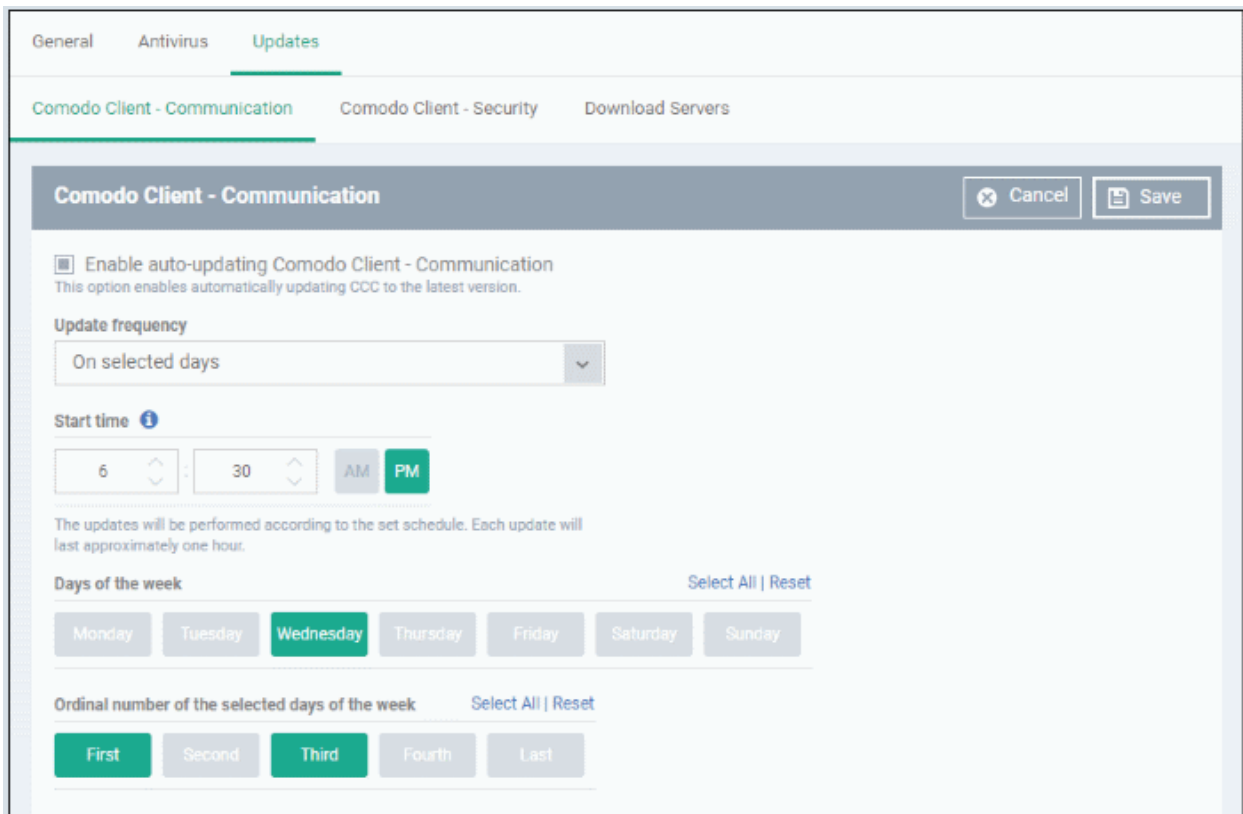 General Antivirus Updates
Comodo Client - Communication Comodo Client - Security Download Servers
Comodo Client - Communication Cancel Save
Enable auto-updating Comodo Client - Communication
This option enables automatically updating CCC to the latest version.
Update frequency
On selected days
Start time
6 : 30 AM PM
The updates will be performed according to the set schedule. Each update will
last approximately one hour.
Days of the week Select All | Reset
Monday Tuesday Wednesday Thursday Friday Saturday Sunday
Ordinal number of the selected days of the week Select All | Reset
First Second Third Fourth Last